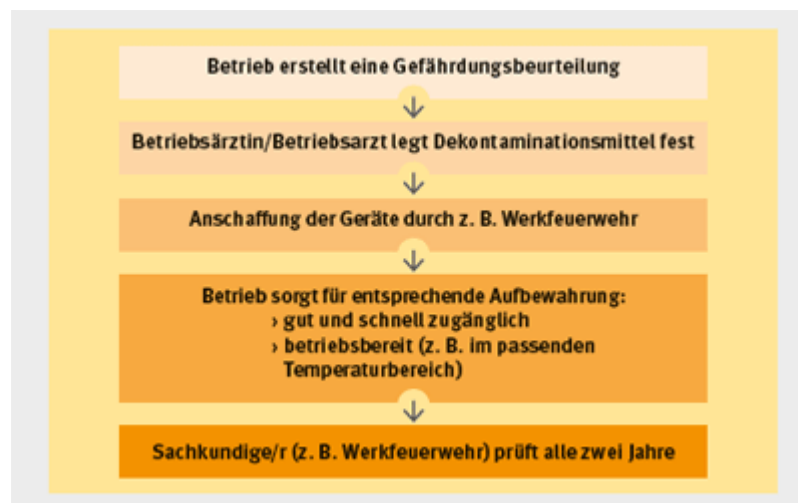 Betrieb erstellt eine Gefährdungsbeurteilung
↓
Betriebsärztin/Betriebsarzt legt Dekontaminationsmittel fest
↓
Anschaffung der Geräte durch z. B. Werkfeuerwehr
↓
Betrieb sorgt für entsprechende Aufbewahrung:
› gut und schnell zugänglich
› betriebsbereit (z. B. im passenden
Temperaturbereich)
↓
Sachkundige/r (z. B. Werkfeuerwehr) prüft alle zwei Jahre